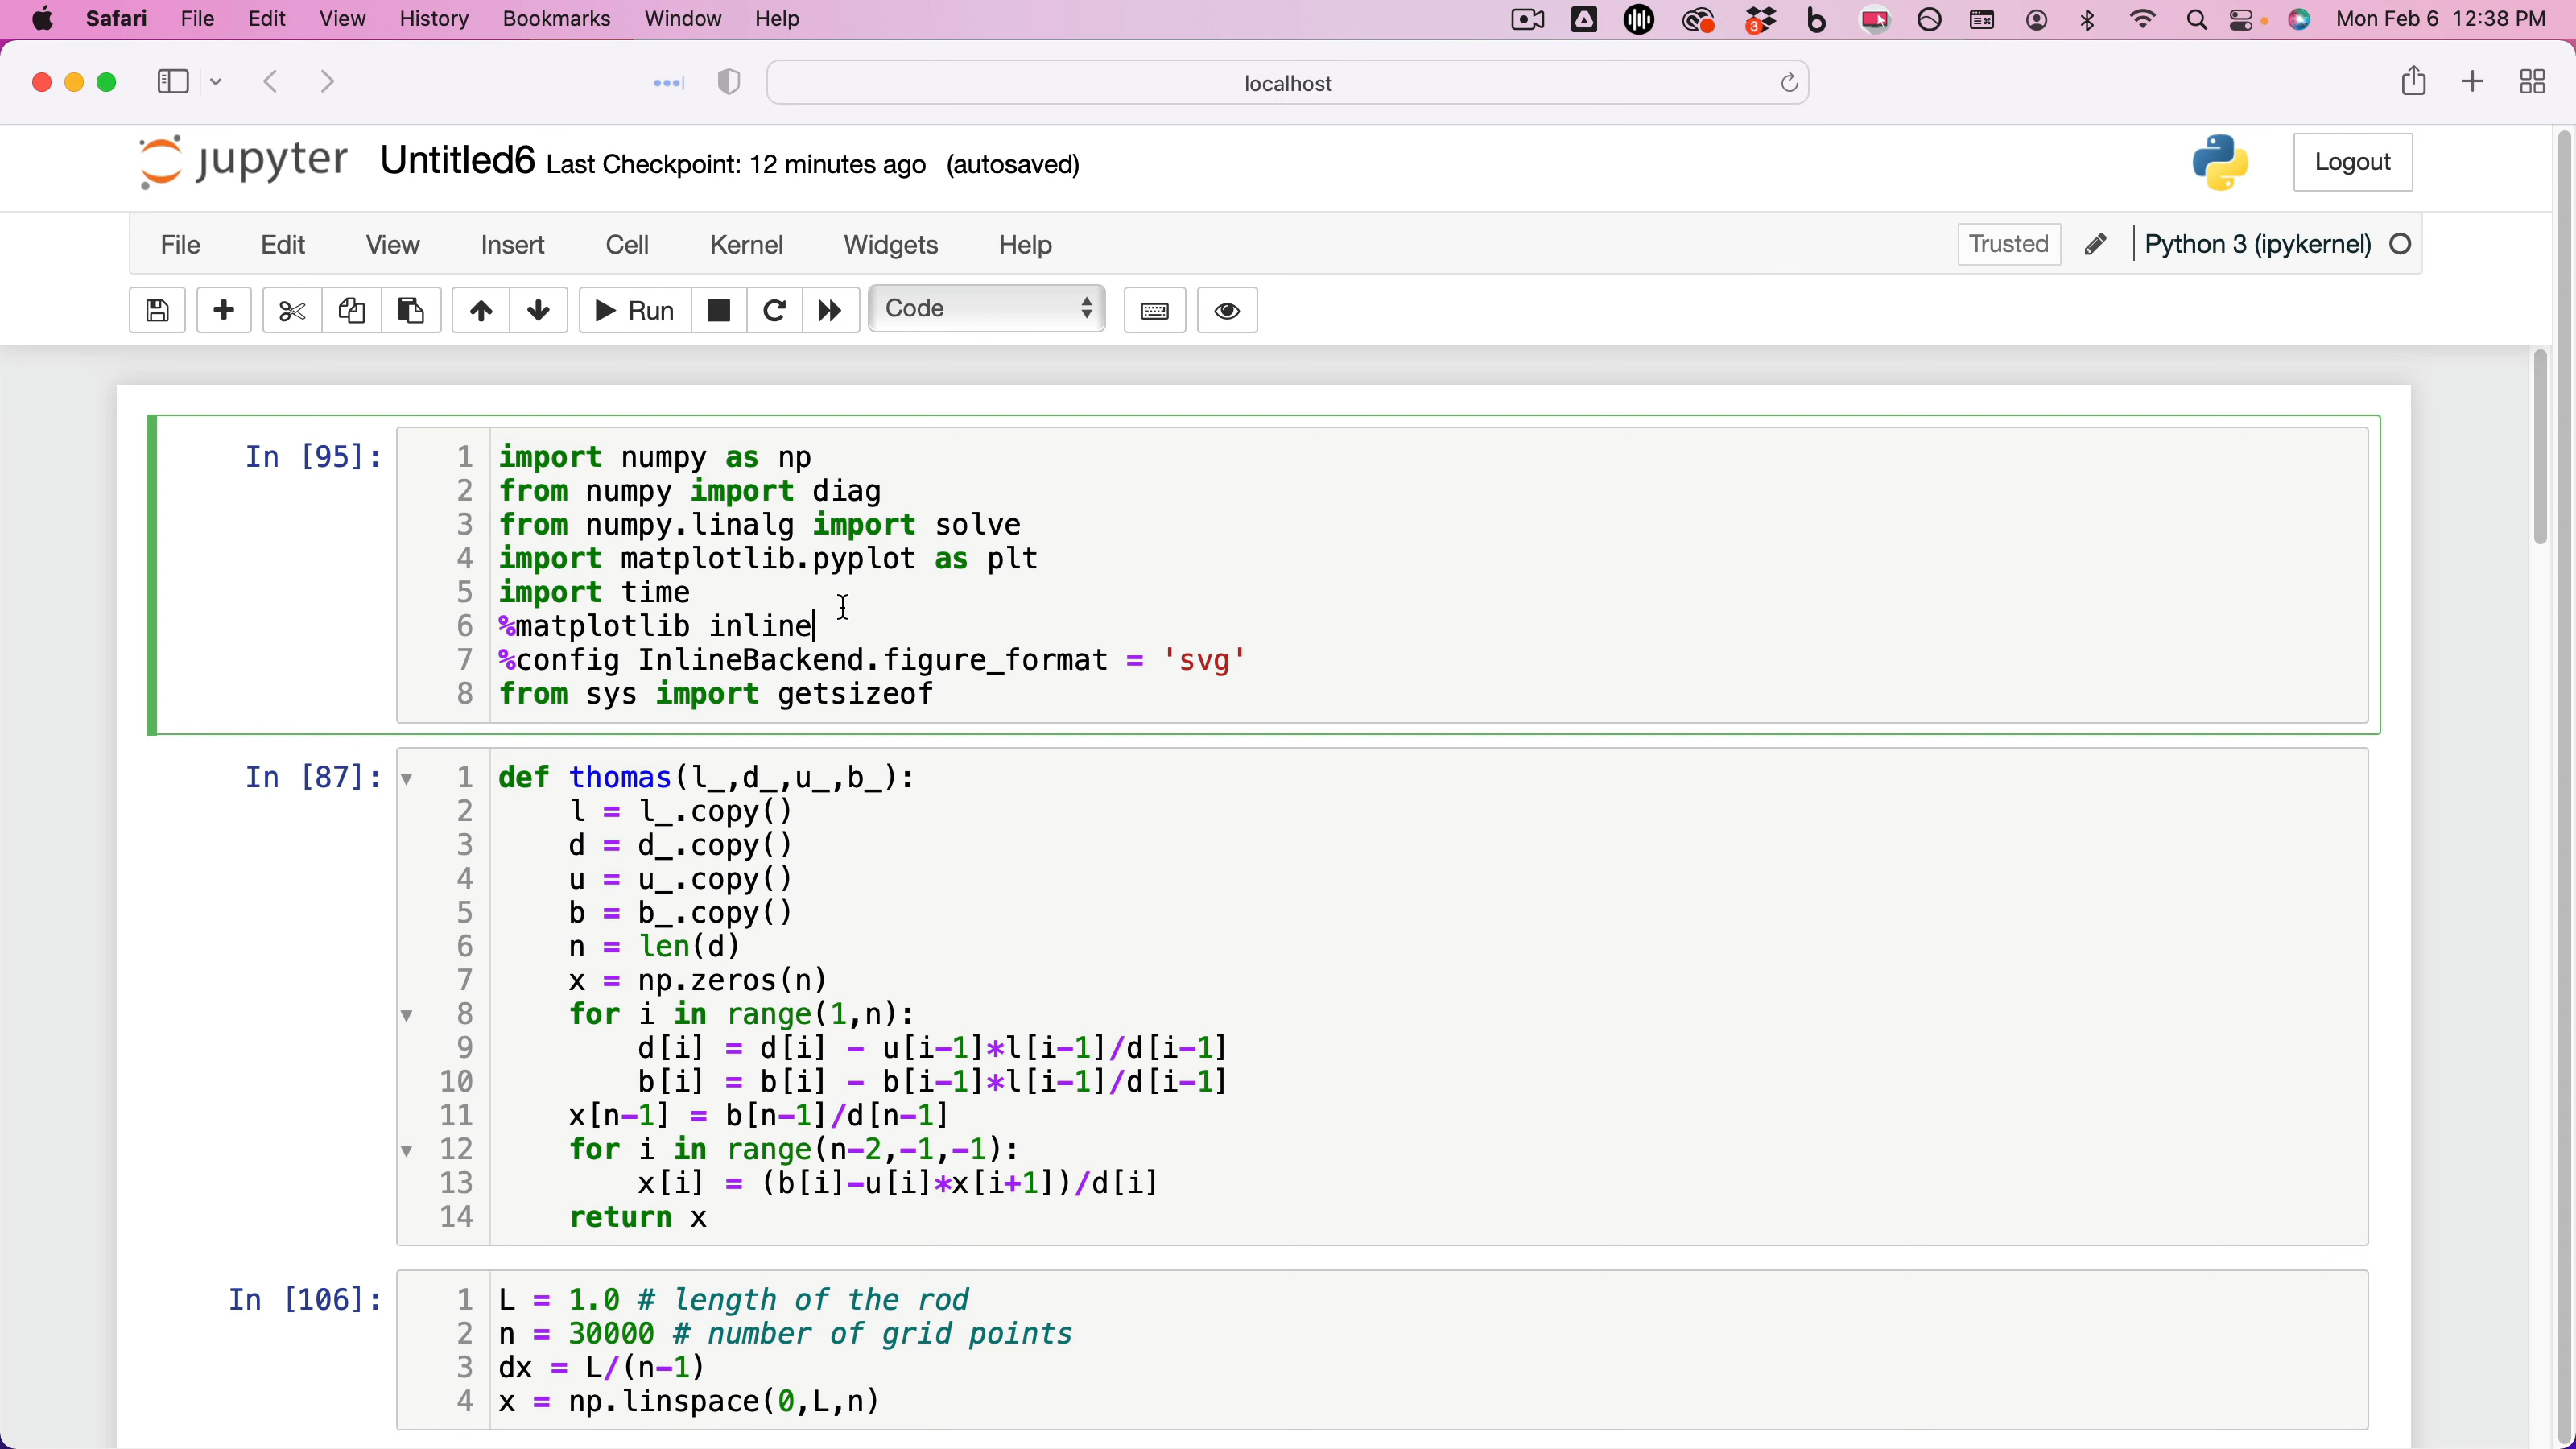 Safari File Edit View History Bookmarks Window Help 3 Mon Feb 6 12:38 PM
localhost
jupyter Untitled6 Last Checkpoint: 12 minutes ago (autosaved) Logout
File Edit View Insert Cell Kernel Widgets Help Trusted Python 3 (ipykernel)
Run Code
In [95]:
1 import numpy as np
2 from numpy import diag
3 from numpy.linalg import solve
4 import matplotlib.pyplot as plt
5 import time
6 %matplotlib inline
7 %config InlineBackend.figure_format = 'svg'
8 from sys import getsizeof
In [87]:
1 def thomas(l_,d_,u_,b_):
2     l = l_.copy()
3     d = d_.copy()
4     u = u_.copy()
5     b = b_.copy()
6     n = len(d)
7     x = np.zeros(n)
8     for i in range(1,n):
9         d[i] = d[i] - u[i-1]*l[i-1]/d[i-1]
10         b[i] = b[i] - b[i-1]*l[i-1]/d[i-1]
11     x[n-1] = b[n-1]/d[n-1]
12     for i in range(n-2,-1,-1):
13         x[i] = (b[i]-u[i]*x[i+1])/d[i]
14     return x
In [106]:
1 L = 1.0 # length of the rod
2 n = 30000 # number of grid points
3 dx = L/(n-1)
4 x = np.linspace(0,L,n)